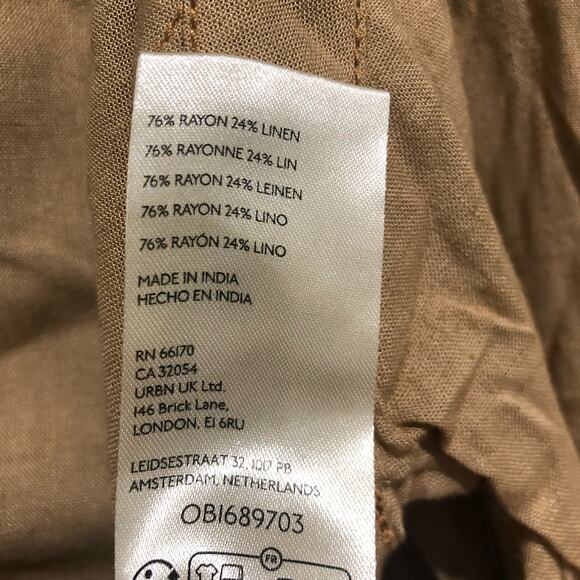 76% RAYON 24% LINEN
76% RAYONNE 24% LIN
76% RAYON 24% LEINEN
76% RAYON 24% LINO
76% RAYÓN 24% LINO
MADE IN INDIA
HECHO EN INDIA
RN 66170
CA 32054
URBN UK Ltd.
146 Brick Lane,
LONDON, E1 6RU
LEIDSESTRAAT 32, 1017 PB
AMSTERDAM, NETHERLANDS
OB1689703
FR